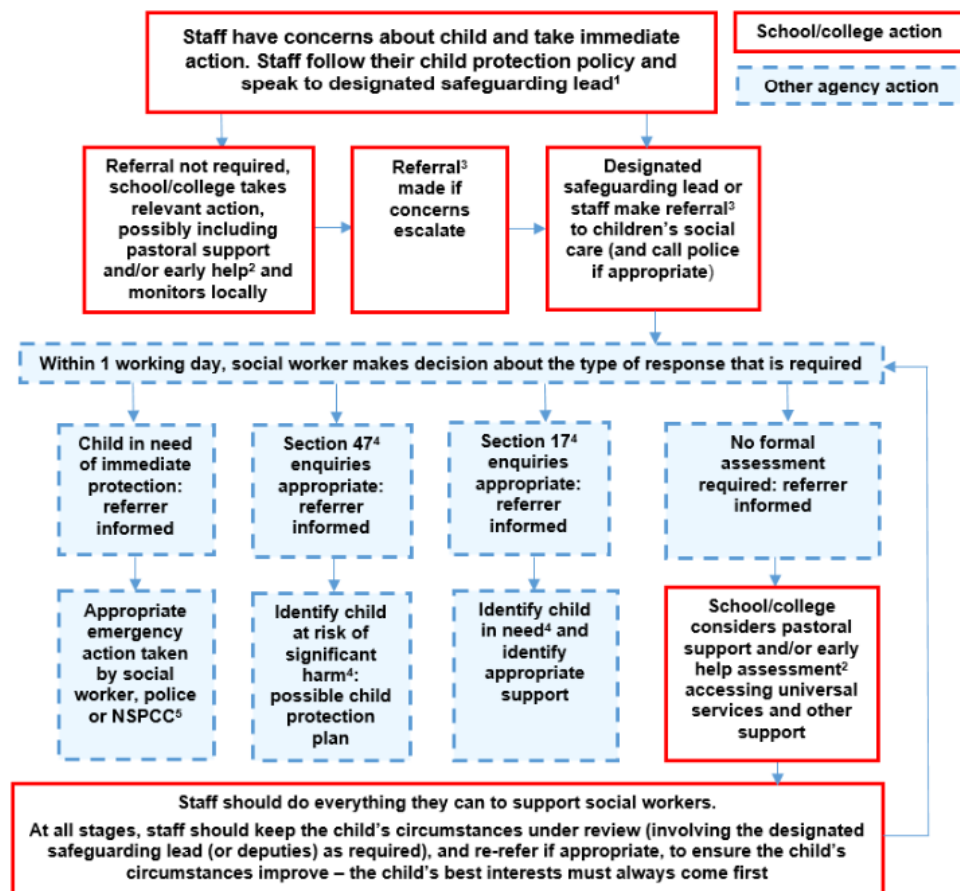 Staff have concerns about child and take immediate
action. Staff follow their child protection policy and
speak to designated safeguarding lead¹
School/college action
Other agency action
Referral not required,
school/college takes
relevant action,
possibly including
pastoral support
and/or early help² and
monitors locally
Referral³
made if
concerns
escalate
Designated
safeguarding lead or
staff make referral³
to children’s social
care (and call police
if appropriate)
Within 1 working day, social worker makes decision about the type of response that is required
Child in need
of immediate
protection:
referrer
informed
Section 47⁴
enquiries
appropriate:
referrer
informed
Section 17⁴
enquiries
appropriate:
referrer
informed
No formal
assessment
required: referrer
informed
Appropriate
emergency
action taken
by social
worker, police
or NSPCC⁵
Identify child
at risk of
significant
harm⁴:
possible child
protection
plan
Identify child
in need⁴ and
identify
appropriate
support
School/college
considers pastoral
support and/or early
help assessment²
accessing universal
services and other
support
Staff should do everything they can to support social workers.
At all stages, staff should keep the child’s circumstances under review (involving the designated
safeguarding lead (or deputies) as required), and re-refer if appropriate, to ensure the child’s
circumstances improve – the child’s best interests must always come first